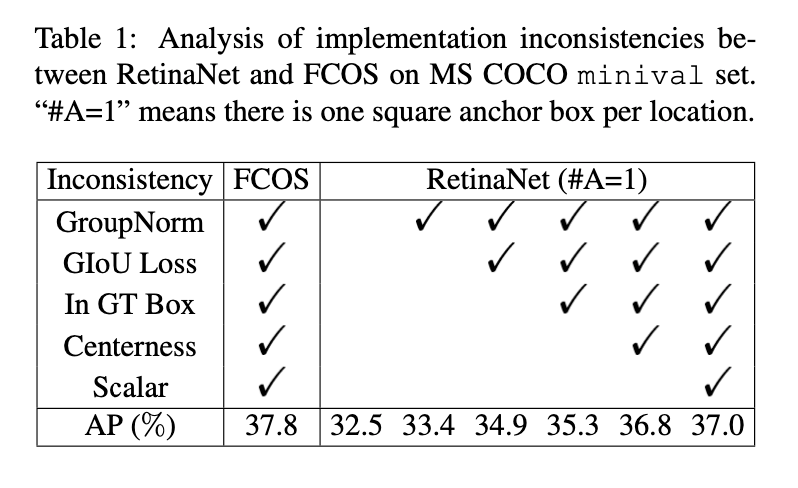 Table 1: Analysis of implementation inconsistencies be-
tween RetinaNet and FCOS on MS COCO minival set.
“#A=1” means there is one square anchor box per location.
Inconsistency FCOS RetinaNet (#A=1)
GroupNorm ✓ ✓ ✓ ✓ ✓ ✓
GIoU Loss ✓ ✓ ✓ ✓ ✓
In GT Box ✓ ✓ ✓ ✓
Centerness ✓ ✓ ✓
Scalar ✓ ✓
AP (%) 37.8 32.5 33.4 34.9 35.3 36.8 37.0